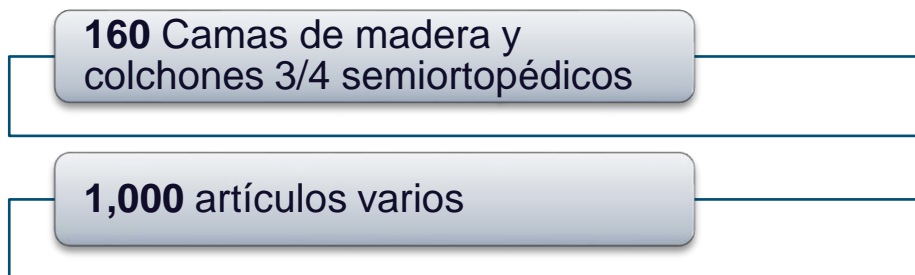 160 Camas de madera y
colchones 3/4 semiortopédicos
1,000 artículos varios